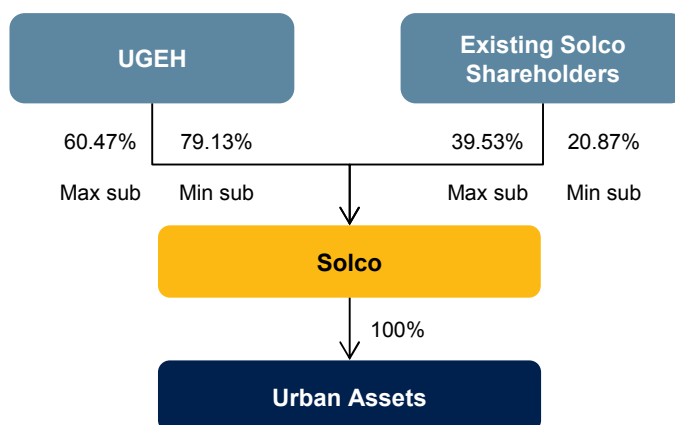 UGEH
Existing Solco
Shareholders
60.47% 79.13% 39.53% 20.87%
Max sub Min sub Max sub Min sub
Solco
100%
Urban Assets